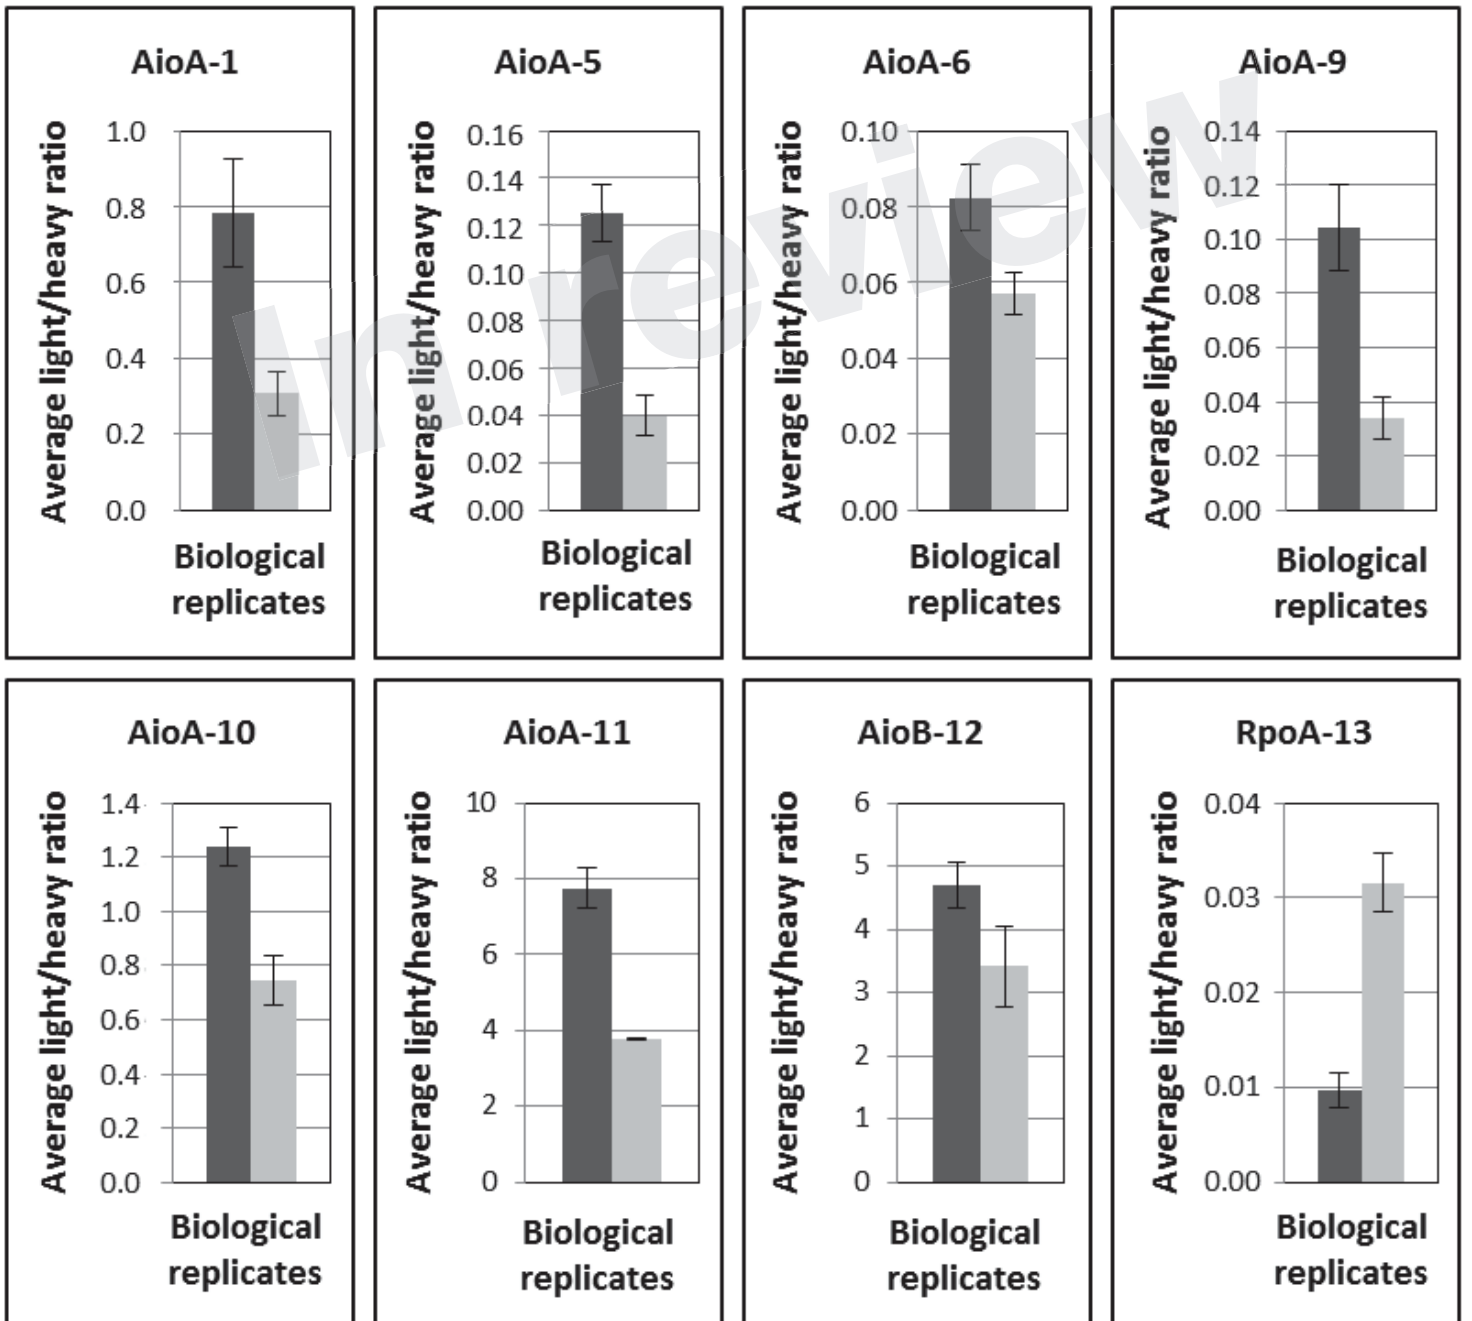 AioA-1
Average light/heavy ratio
1.0
0.8
0.6
0.4
0.2
0.0
Biological
replicates
AioA-5
Average light/heavy ratio
0.16
0.14
0.12
0.10
0.08
0.06
0.04
0.02
0.00
Biological
replicates
AioA-6
Average light/heavy ratio
0.10
0.08
0.06
0.04
0.02
0.00
Biological
replicates
AioA-9
Average light/heavy ratio
0.14
0.12
0.10
0.08
0.06
0.04
0.02
0.00
Biological
replicates
In review
AioA-10
Average light/heavy ratio
1.4
1.2
1.0
0.8
0.6
0.4
0.2
0.0
Biological
replicates
AioA-11
Average light/heavy ratio
10
8
6
4
2
0
Biological
replicates
AioB-12
Average light/heavy ratio
6
5
4
3
2
1
0
Biological
replicates
RpoA-13
Average light/heavy ratio
0.04
0.03
0.02
0.01
0.00
Biological
replicates